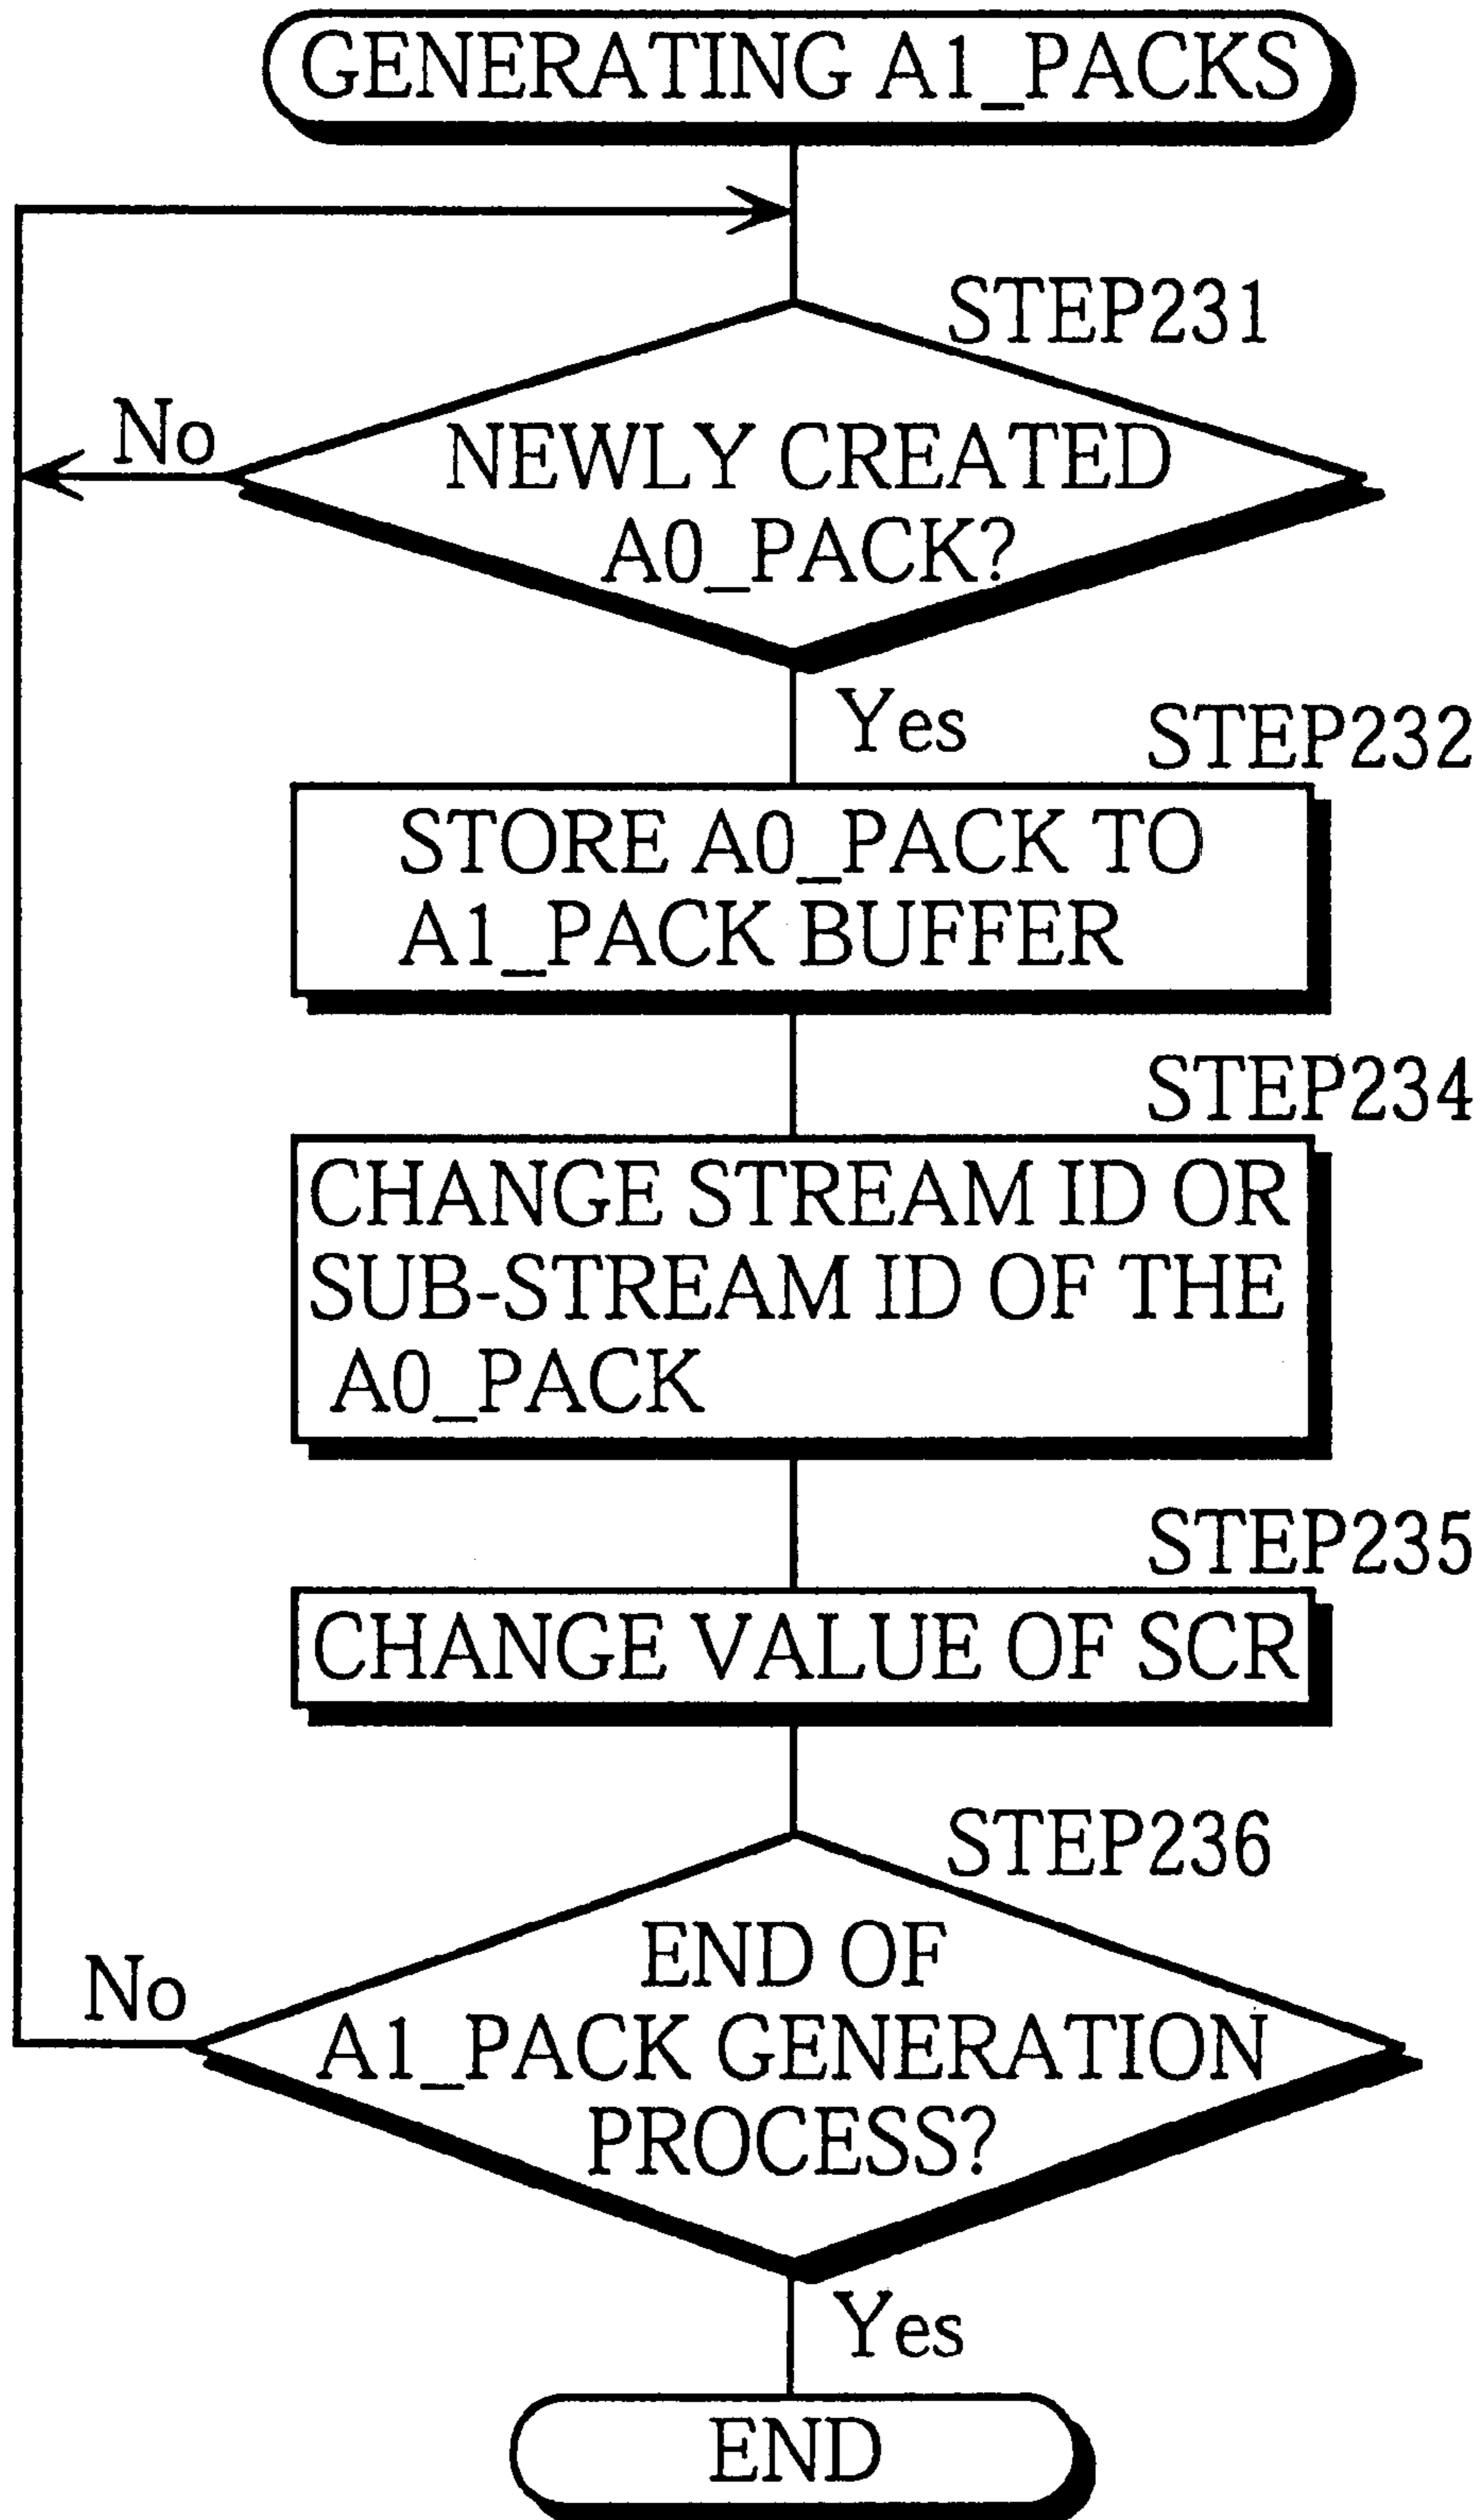 GENERATING A1_PACKS
STEP231
No
NEWLY CREATED
A0_PACK?
Yes
STEP232
STORE A0_PACK TO
A1_PACK BUFFER
STEP234
CHANGE STREAM ID OR
SUB-STREAM ID OF THE
A0_PACK
STEP235
CHANGE VALUE OF SCR
STEP236
END OF
No
A1_PACK GENERATION
PROCESS?
Yes
END